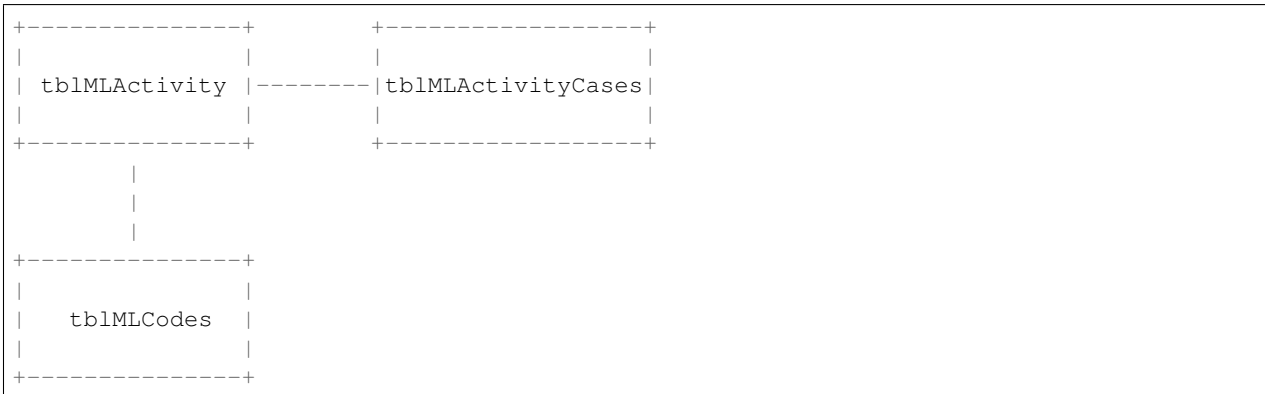 +---------------+        +------------------+
|               |        |                  |
| tblMLActivity |--------|tblMLActivityCases|
|               |        |                  |
+---------------+        +------------------+
        |
        |
        |
+---------------+
|               |
|   tblMLCodes  |
|               |
+---------------+